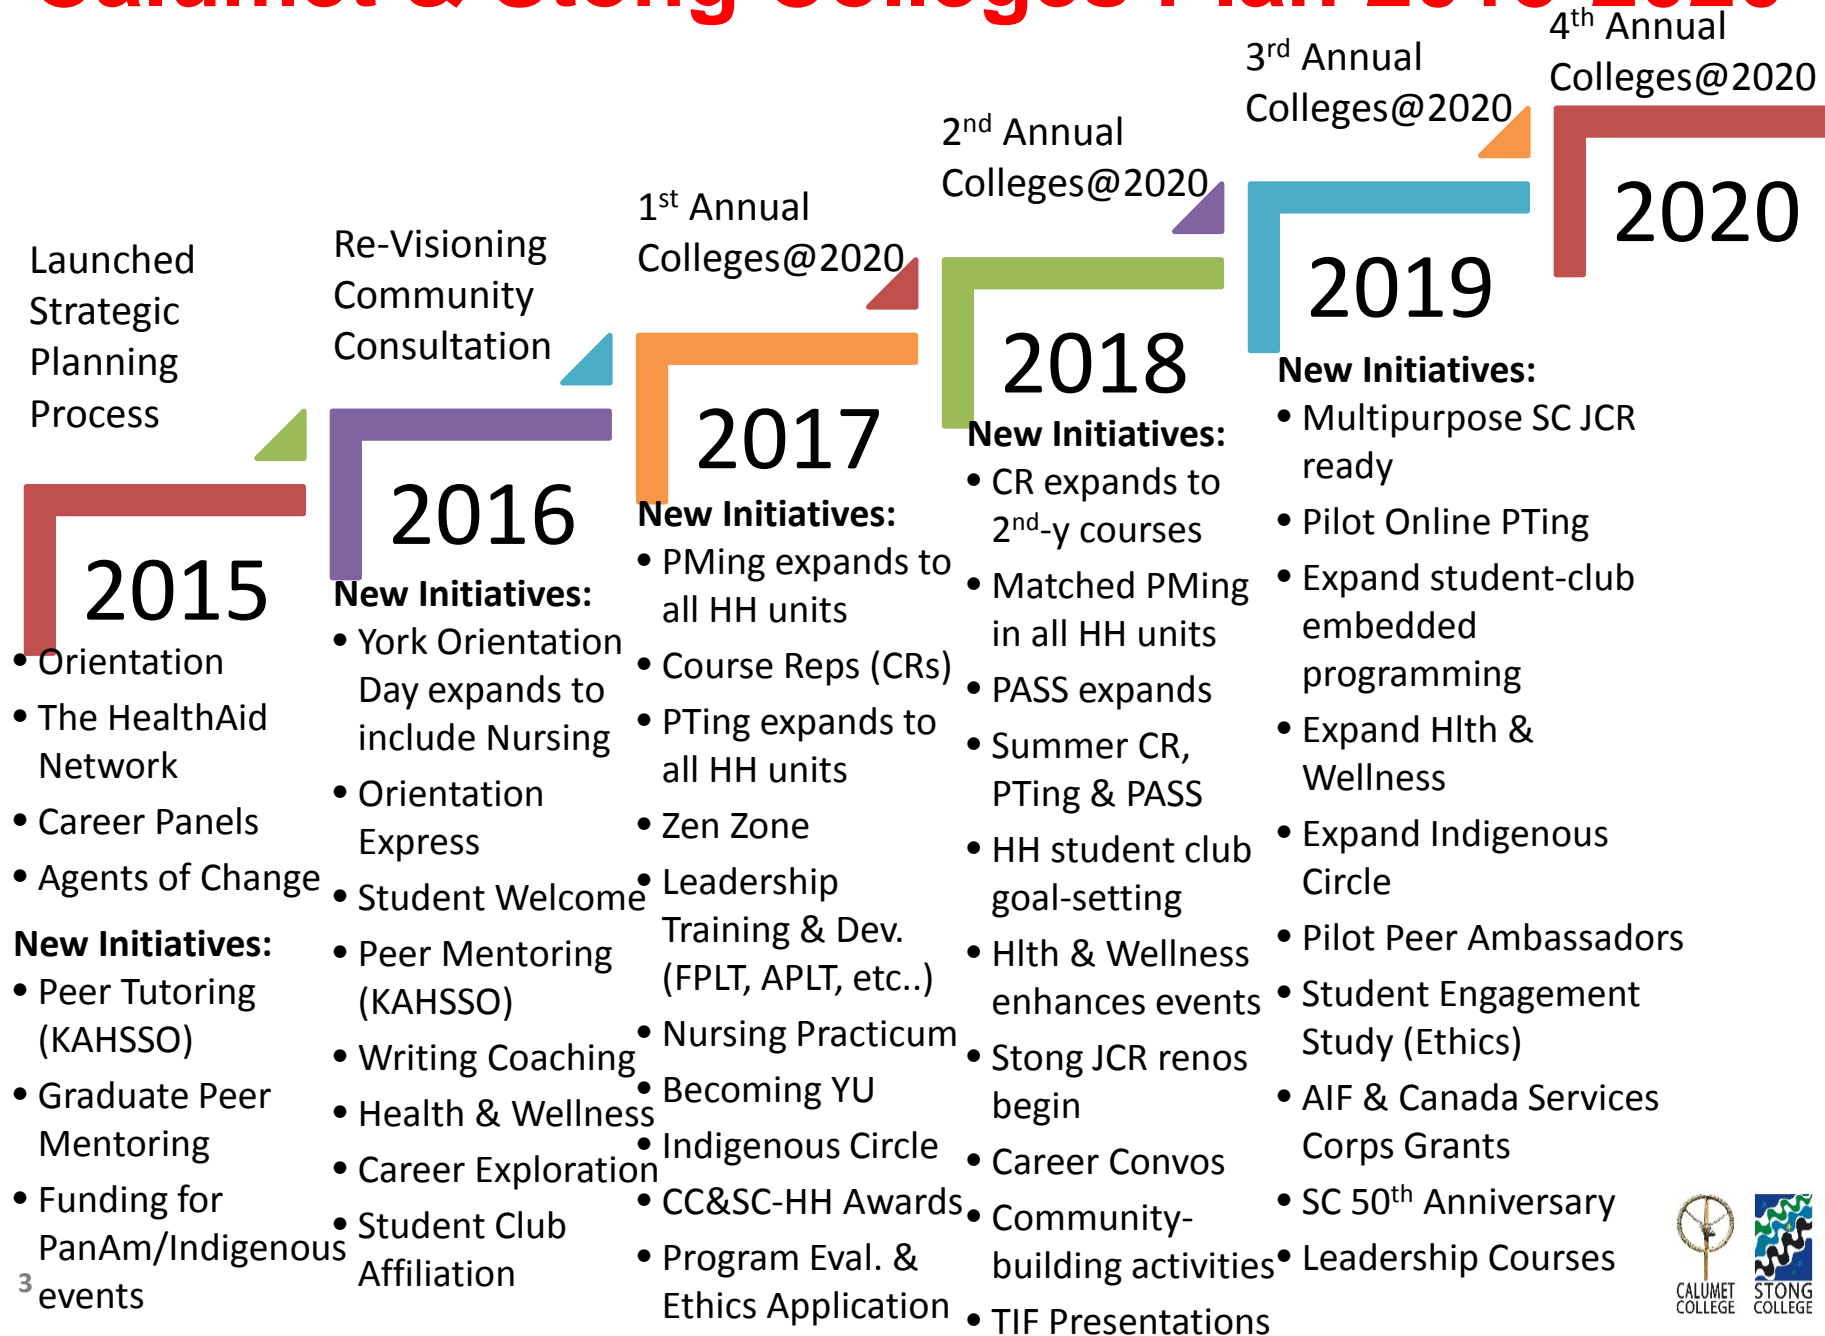 Calumet & Stong Colleges Plan 2015-2020
Launched
Strategic
Planning
Process
2015
• Orientation
• The HealthAid
Network
• Career Panels
• Agents of Change
New Initiatives:
• Peer Tutoring
(KAHSSO)
• Graduate Peer
Mentoring
• Funding for
PanAm/Indigenous
events
Re-Visioning
Community
Consultation
2016
New Initiatives:
• York Orientation
Day expands to
include Nursing
• Orientation
Express
• Student Welcome
• Peer Mentoring
(KAHSSO)
• Writing Coaching
• Health & Wellness
• Career Exploration
• Student Club
Affiliation
1st Annual
Colleges@2020
2017
New Initiatives:
• PMing expands to
all HH units
• Course Reps (CRs)
• PTing expands to
all HH units
• Zen Zone
• Leadership
Training & Dev.
(FPLT, APLT, etc..)
• Nursing Practicum
• Becoming YU
• Indigenous Circle
• CC&SC-HH Awards
• Program Eval. &
Ethics Application
2nd Annual
Colleges@2020
2018
New Initiatives:
• CR expands to
2nd-y courses
• Matched PMing
in all HH units
• PASS expands
• Summer CR,
PTing & PASS
• HH student club
goal-setting
• Hlth & Wellness
enhances events
• Stong JCR renos
begin
• Career Convos
• Community-
building activities
• TIF Presentations
3rd Annual
Colleges@2020
2019
New Initiatives:
• Multipurpose SC JCR
ready
• Pilot Online PTing
• Expand student-club
embedded
programming
• Expand Hlth &
Wellness
• Expand Indigenous
Circle
• Pilot Peer Ambassadors
• Student Engagement
Study (Ethics)
• AIF & Canada Services
Corps Grants
• SC 50th Anniversary
• Leadership Courses
4th Annual
Colleges@2020
2020
3
CALUMET
COLLEGE
STONG
COLLEGE